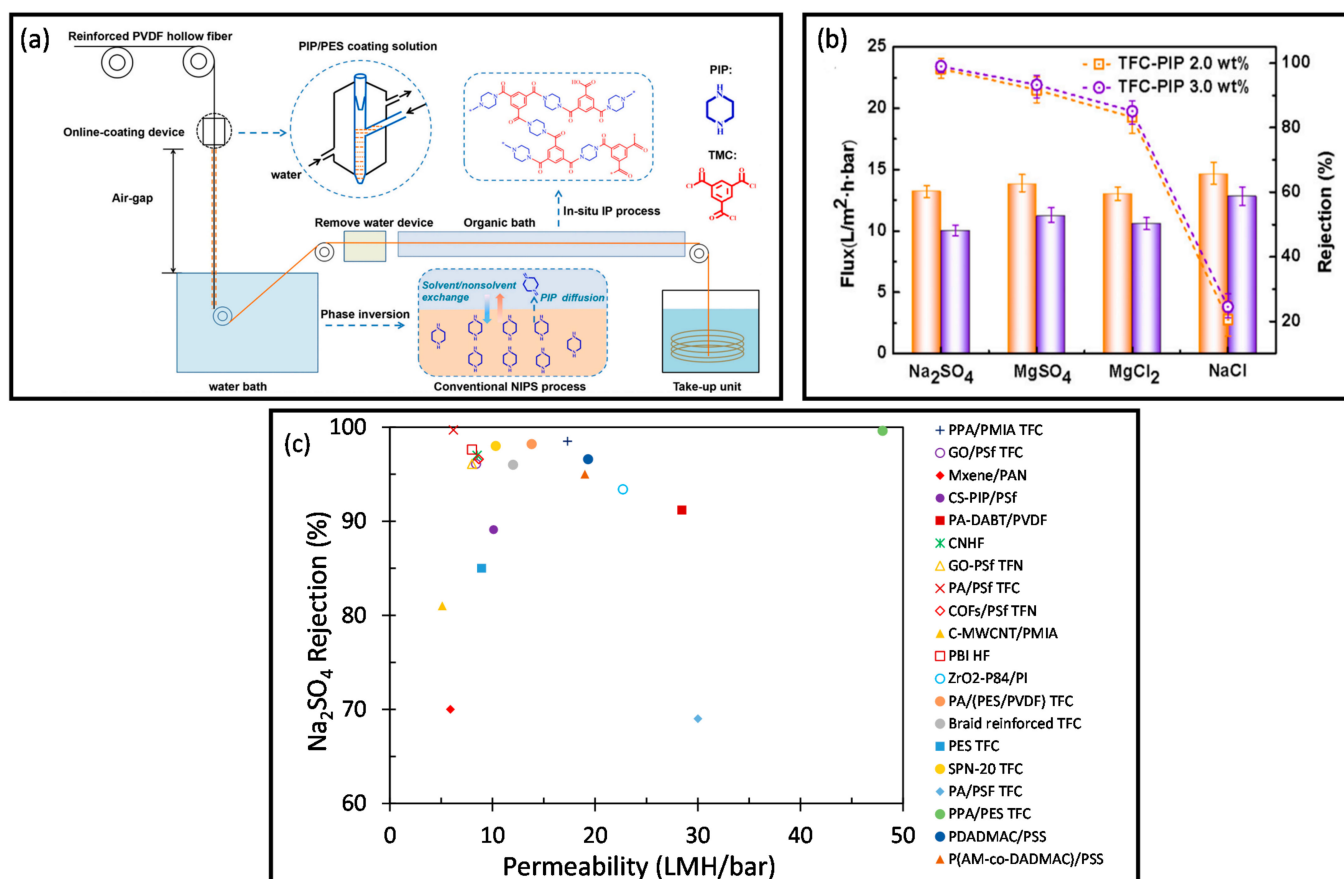 (a)
Reinforced PVDF hollow fiber
PIP/PES coating solution
PIP:
Online-coating device
water
TMC:
Air-gap
In-situ IP process
Remove water device
Organic bath
Solvent/nonsolvent
exchange
PIP diffusion
Phase inversion
water bath
Conventional NIPS process
Take-up unit
(b)
TFC-PIP 2.0 wt%
TFC-PIP 3.0 wt%
Flux(L/m²·h·bar)
25
20
15
10
5
0
Rejection (%)
100
80
60
40
20
Na₂SO₄
MgSO₄
MgCl₂
NaCl
(c)
Na₂SO₄ Rejection (%)
100
90
80
70
60
0
10
20
30
40
50
Permeability (LMH/bar)
PPA/PMIA TFC
GO/PSf TFC
Mxene/PAN
CS-PIP/PSf
PA-DABT/PVDF
CNHF
GO-PSf TFN
PA/PSf TFC
COFs/PSf TFN
C-MWCNT/PMIA
PBI HF
ZrO2-P84/PI
PA/(PES/PVDF) TFC
Braid reinforced TFC
PES TFC
SPN-20 TFC
PA/PSF TFC
PPA/PES TFC
PDADMAC/PSS
P(AM-co-DADMAC)/PSS